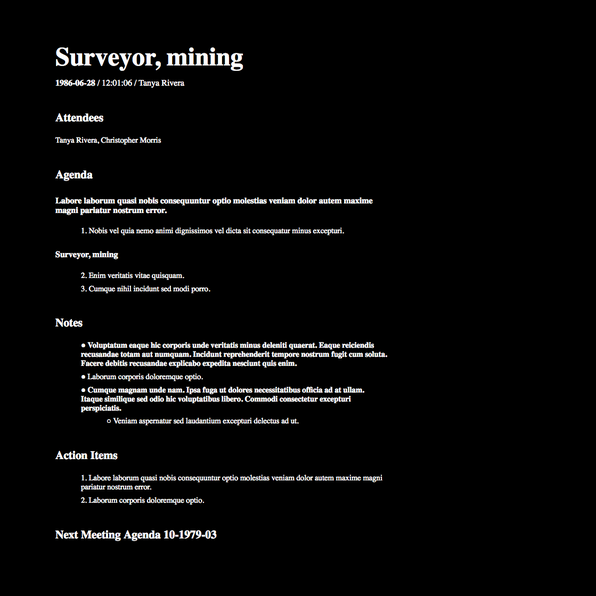 Surveyor, mining
1986-06-28 / 12:01:06 / Tanya Rivera
Attendees
Tanya Rivera, Christopher Morris
Agenda
Labore laborum quasi nobis consequuntur optio molestias veniam dolor autem maxime
magni pariatur nostrum error.
1. Nobis vel quia nemo animi dignissimos vel dicta sit consequatur minus excepturi.
Surveyor, mining
2. Enim veritatis vitae quisquam.
3. Cumque nihil incidunt sed modi porro.
Notes
● Voluptatum eaque hic corporis unde veritatis minus deleniti quaerat. Eaque reiciendis
recusandae totam aut numquam. Incidunt reprehenderit tempore nostrum fugit cum soluta.
Facere debitis recusandae explicabo expedita nesciunt quis enim.
● Laborum corporis doloremque optio.
● Cumque magnam unde nam. Ipsa fuga ut dolores necessitatibus officia ad at ullam.
Itaque similique sed odio hic voluptatibus libero. Commodi consectetur excepturi
perspiciatis.
○ Veniam aspernatur sed laudantium excepturi delectus ad ut.
Action Items
1. Labore laborum quasi nobis consequuntur optio molestias veniam dolor autem maxime magni
pariatur nostrum error.
2. Laborum corporis doloremque optio.
Next Meeting Agenda 10-1979-03